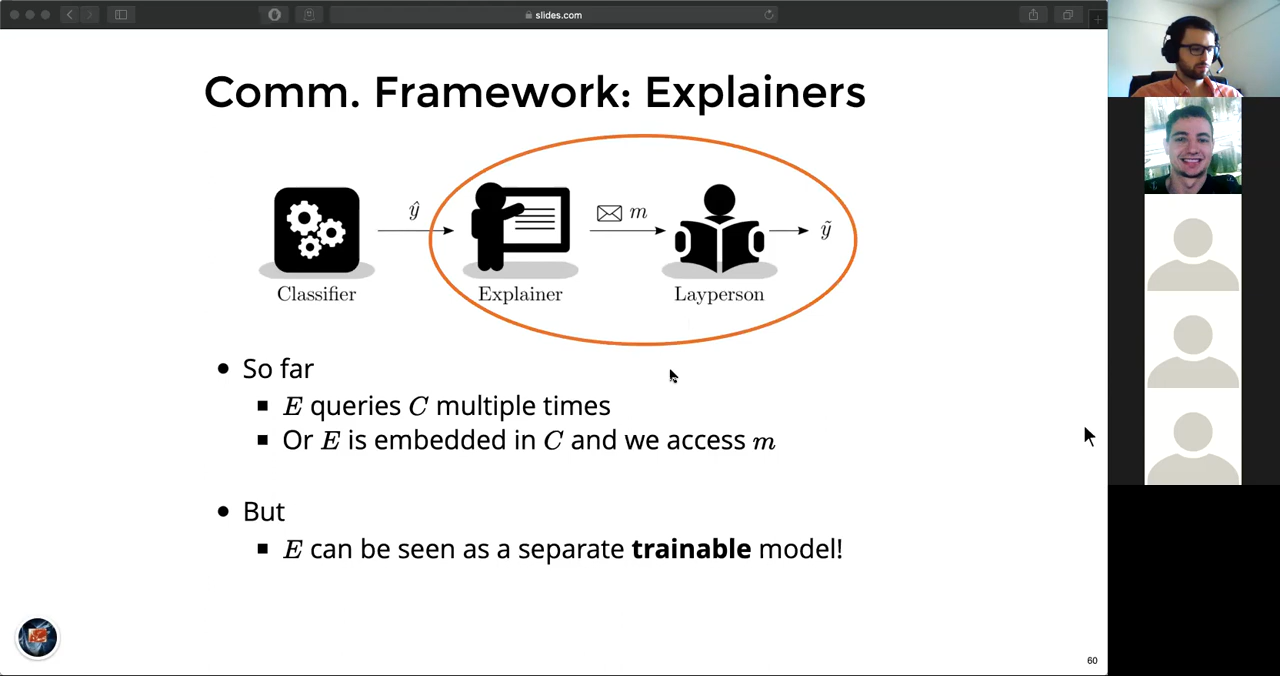 slides.com
Comm. Framework: Explainers
ŷ
m
ỹ
Classifier
Explainer
Layperson
So far
E queries C multiple times
Or E is embedded in C and we access m
But
E can be seen as a separate trainable model!
60